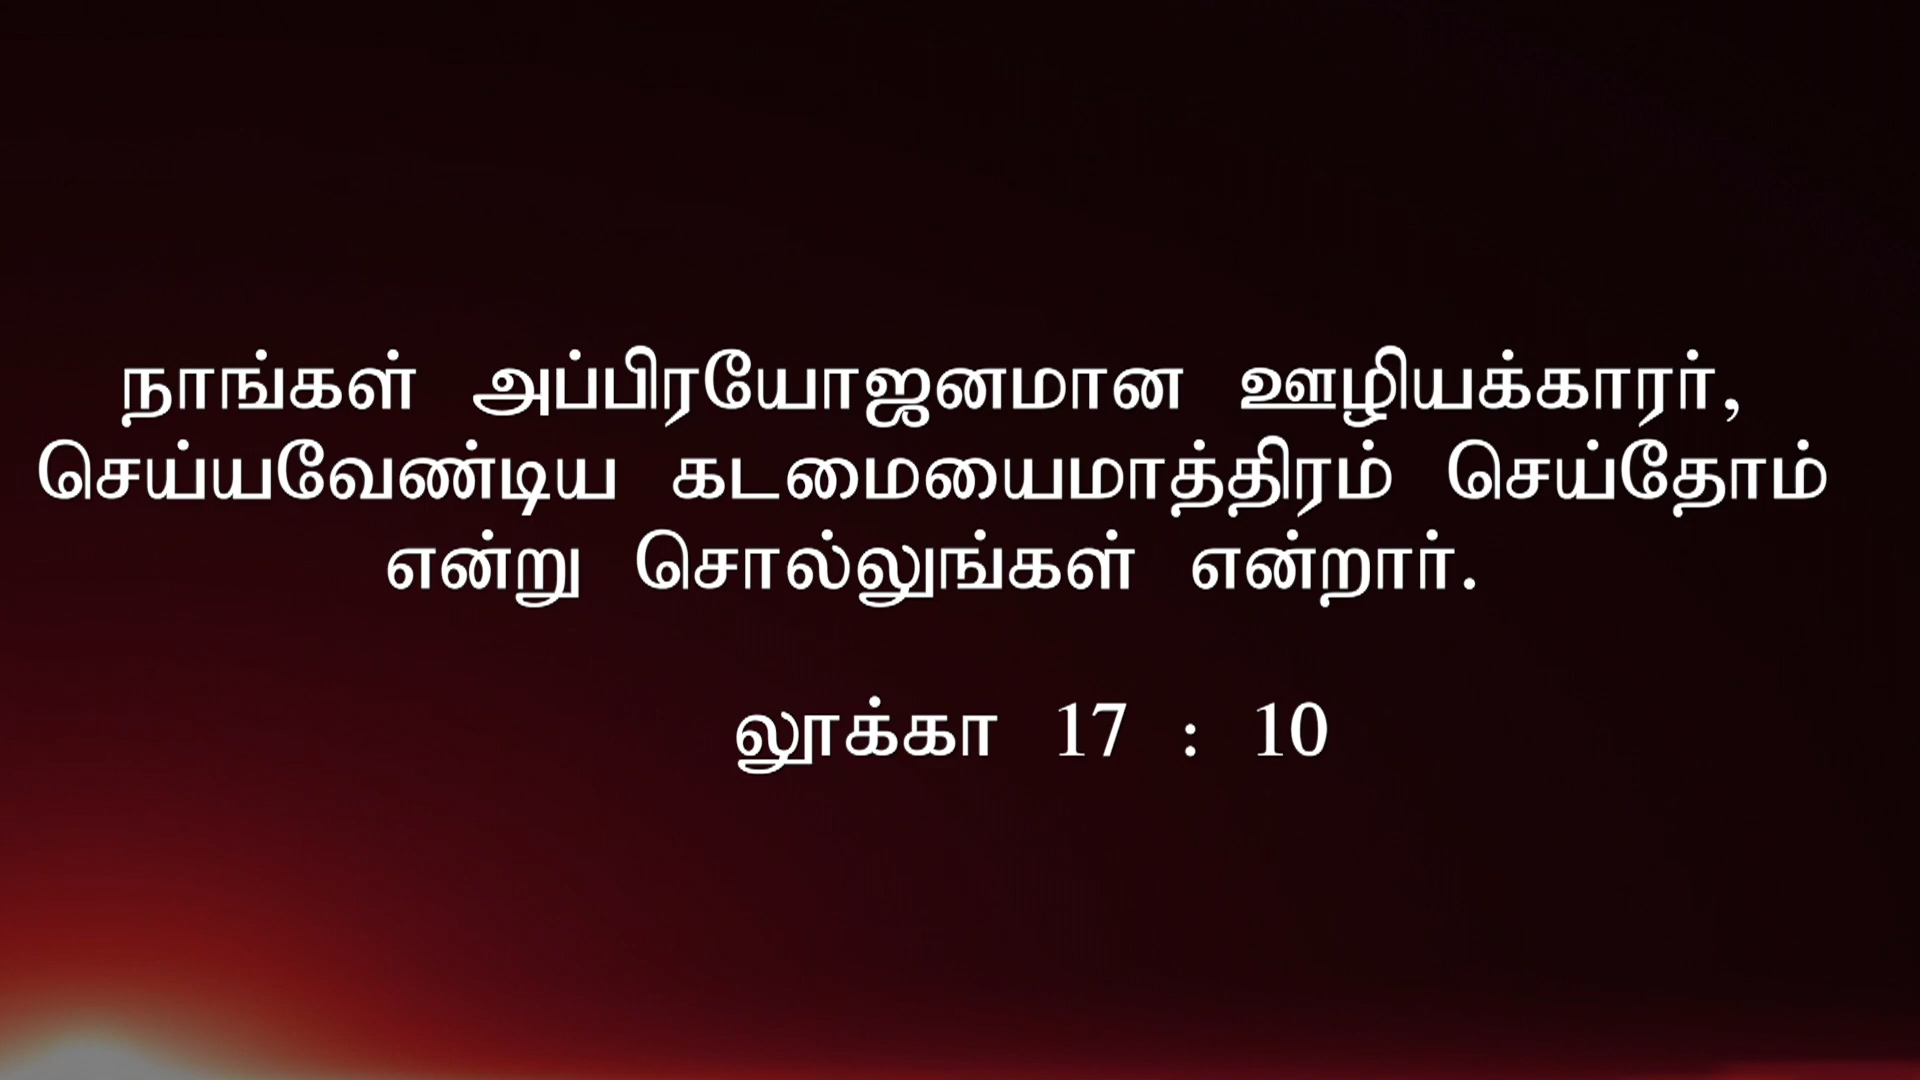 நாங்கள் அப்பிரயோஜனமான ஊழியக்காரர்,
செய்யவேண்டிய கடமையைமாத்திரம் செய்தோம்
என்று சொல்லுங்கள் என்றார்.
லூக்கா 17 : 10